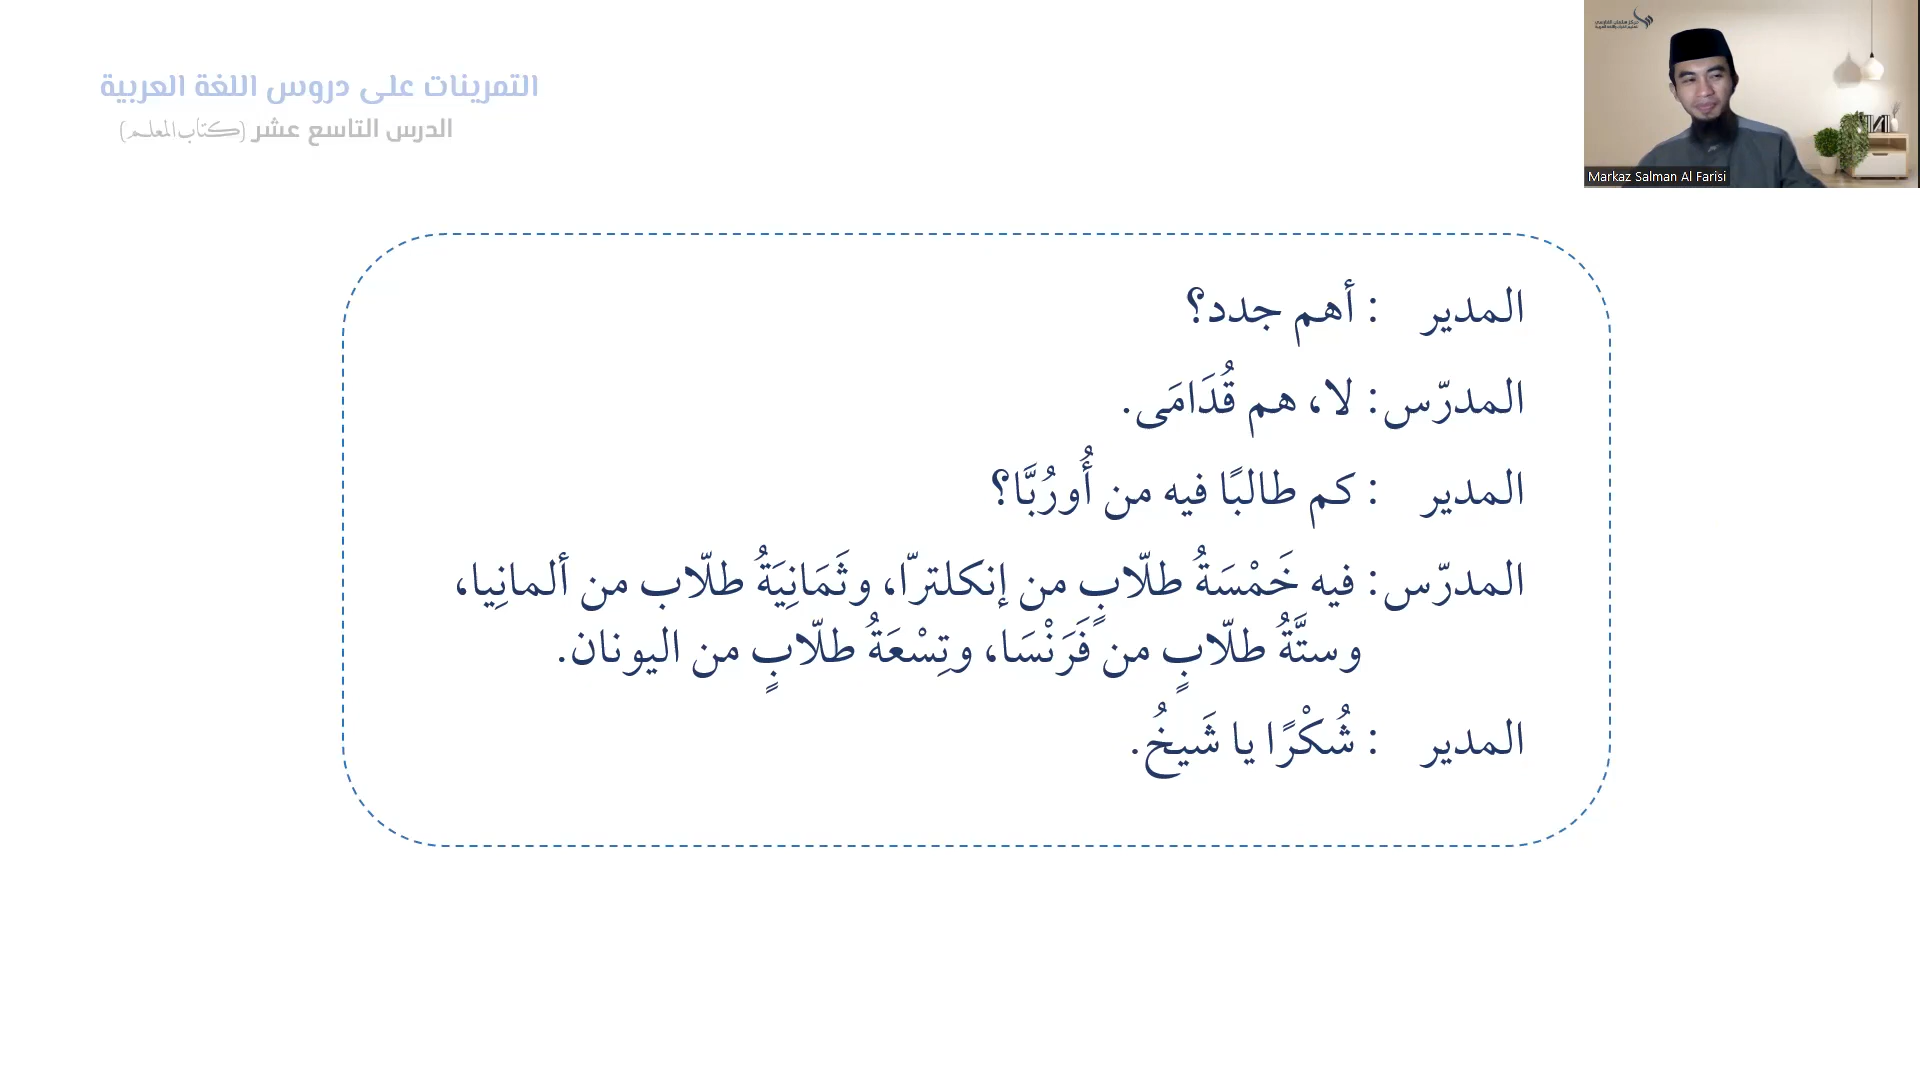 التمرينات على دروس اللغة العربية
الدرس التاسع عشر (كتاب المعلم)
Markaz Salman Al Farisi
المدير : أهم جدد؟
المدرّس: لا، هم قُدَامَى.
المدير : كم طالبًا فيه من أُورُبَّا؟
المدرّس: فيه خَمْسَةُ طلّابٍ من إنكلترّا، وثَمَانِيَةُ طلّاب من ألمانِيا،
وستَّةُ طلّابٍ من فَرَنْسَا، وتِسْعَةُ طلّابٍ من اليونان.
المدير : شُكْرًا يا شَيخُ.